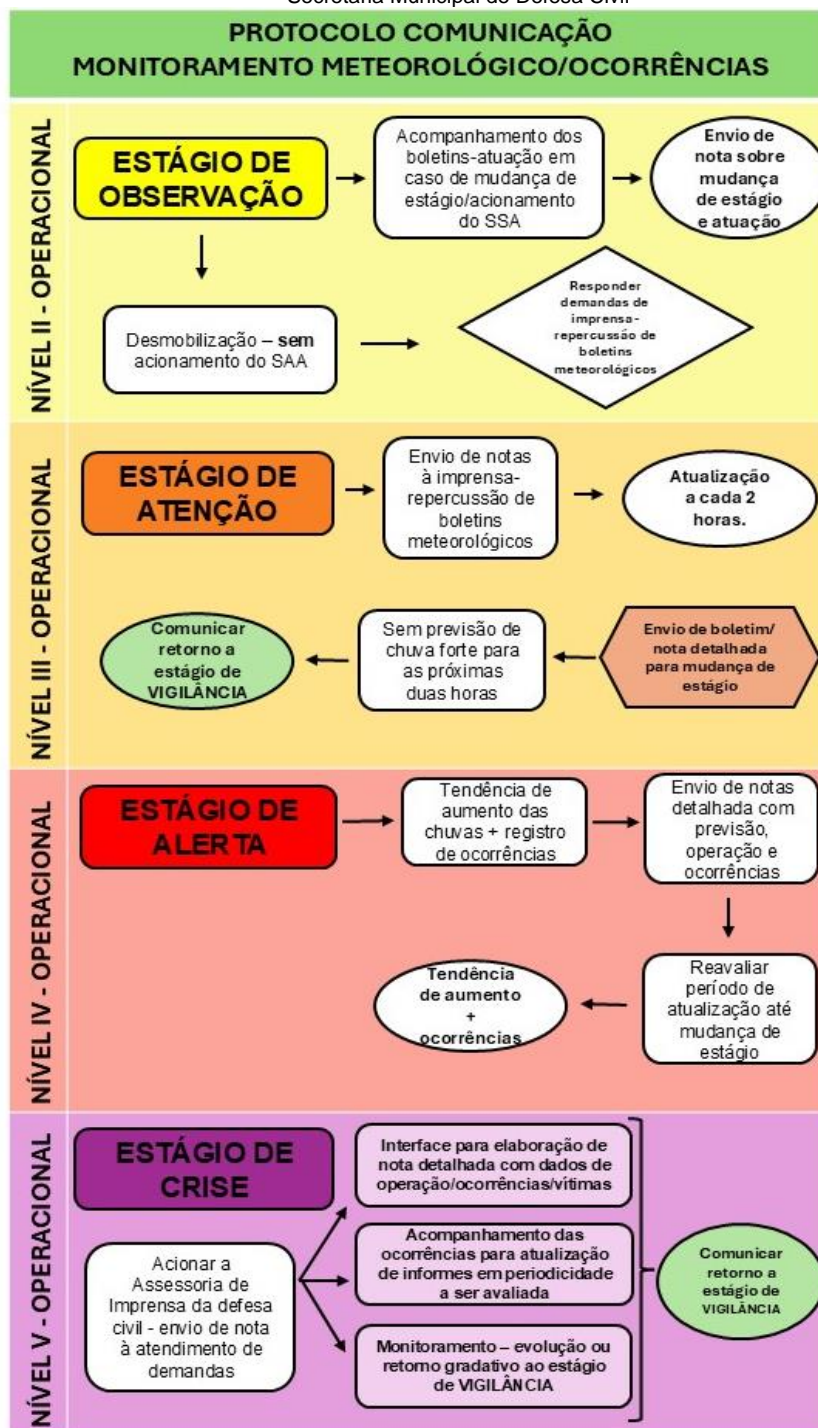 Secretaria Municipal de Defesa Civil
PROTOCOLO COMUNICAÇÃO
MONITORAMENTO METEOROLÓGICO/OCORRÊNCIAS
NÍVEL II - OPERACIONAL
ESTÁGIO DE
OBSERVAÇÃO
Acompanhamento dos
boletins-atuação em
caso de mudança de
estágio/acionamento
do SSA
Envio de
nota sobre
mudança
de estágio
e atuação
Desmobilização – sem
acionamento do SAA
Responder
demandas de
imprensa-
repercussão de
boletins
meteorológicos
NÍVEL III - OPERACIONAL
ESTÁGIO DE
ATENÇÃO
Envio de notas
à imprensa-
repercussão de
boletins
meteorológicos
Atualização
a cada 2
horas.
Comunicar
retorno a
estágio de
VIGILÂNCIA
Sem previsão de
chuva forte para
as próximas
duas horas
Envio de boletim/
nota detalhada
para mudança de
estágio
NÍVEL IV - OPERACIONAL
ESTÁGIO DE
ALERTA
Tendência de
aumento das
chuvas + registro
de ocorrências
Envio de notas
detalhada com
previsão,
operação e
ocorrências
Tendência
de aumento
+
ocorrências
Reavaliar
período de
atualização até
mudança de
estágio
NÍVEL V - OPERACIONAL
ESTÁGIO DE
CRISE
Acionar a
Assessoria de
Imprensa da defesa
civil - envio de nota
à atendimento de
demandas
Interface para elaboração de
nota detalhada com dados de
operação/ocorrências/vítimas
Acompanhamento das
ocorrências para atualização
de informes em periodicidade
a ser avaliada
Monitoramento – evolução ou
retorno gradativo ao estágio
de VIGILÂNCIA
Comunicar
retorno a
estágio de
VIGILÂNCIA